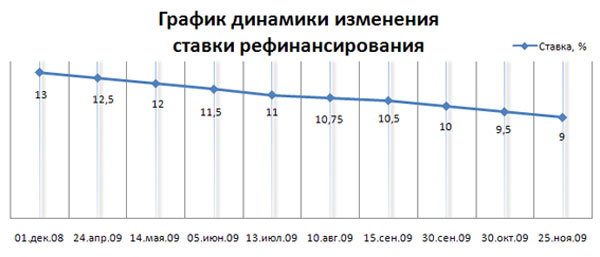 График динамики изменения
ставки рефинансирования
Ставка, %
13
12,5
12
11,5
11
10,75
10,5
10
9,5
9
01.дек.08 24.апр.09 14.мая.09 05.июн.09 13.июл.09 10.авг.09 15.сен.09 30.сен.09 30.окт.09 25.ноя.09